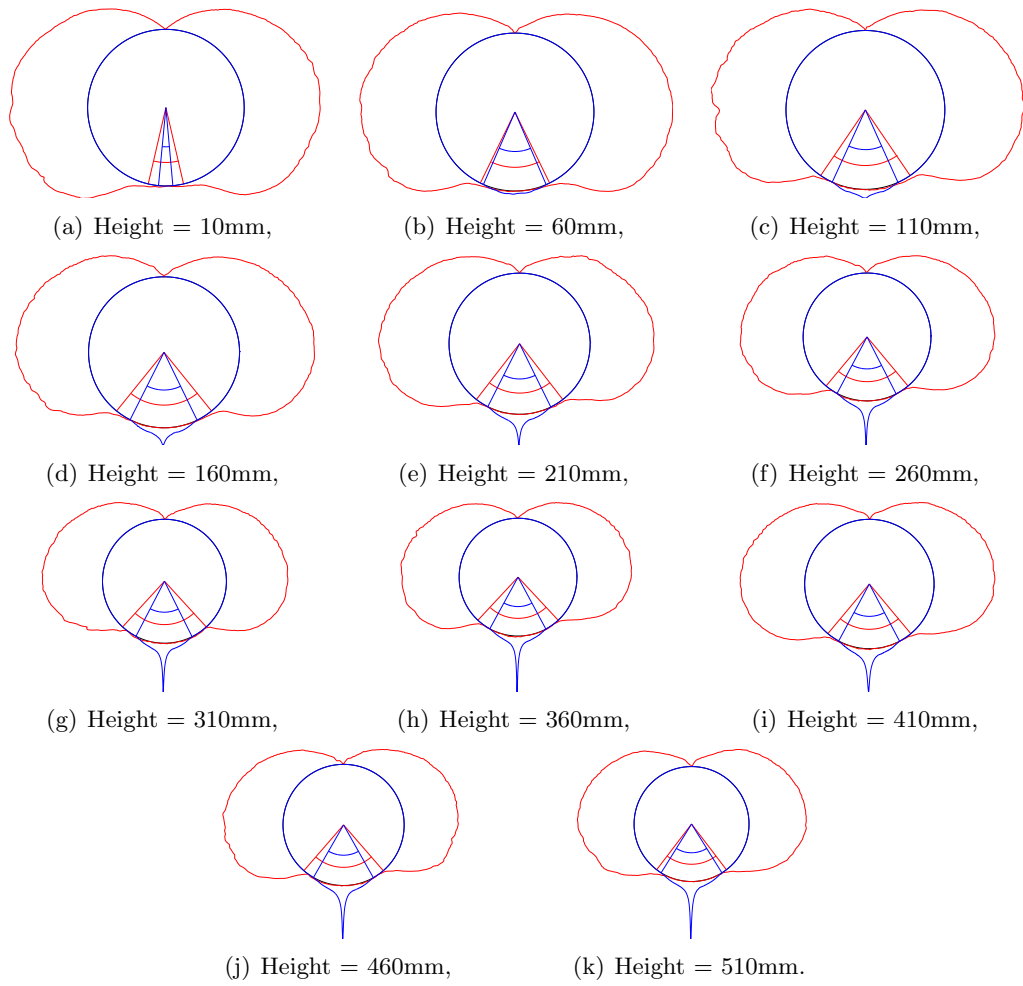 (a) Height = 10mm,
(b) Height = 60mm,
(c) Height = 110mm,
(d) Height = 160mm,
(e) Height = 210mm,
(f) Height = 260mm,
(g) Height = 310mm,
(h) Height = 360mm,
(i) Height = 410mm,
(j) Height = 460mm,
(k) Height = 510mm.